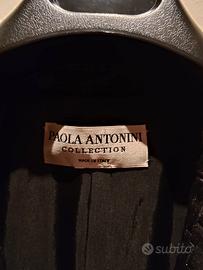 PAOLA ANTONINI
COLLECTION
MADE IN ITALY
subito